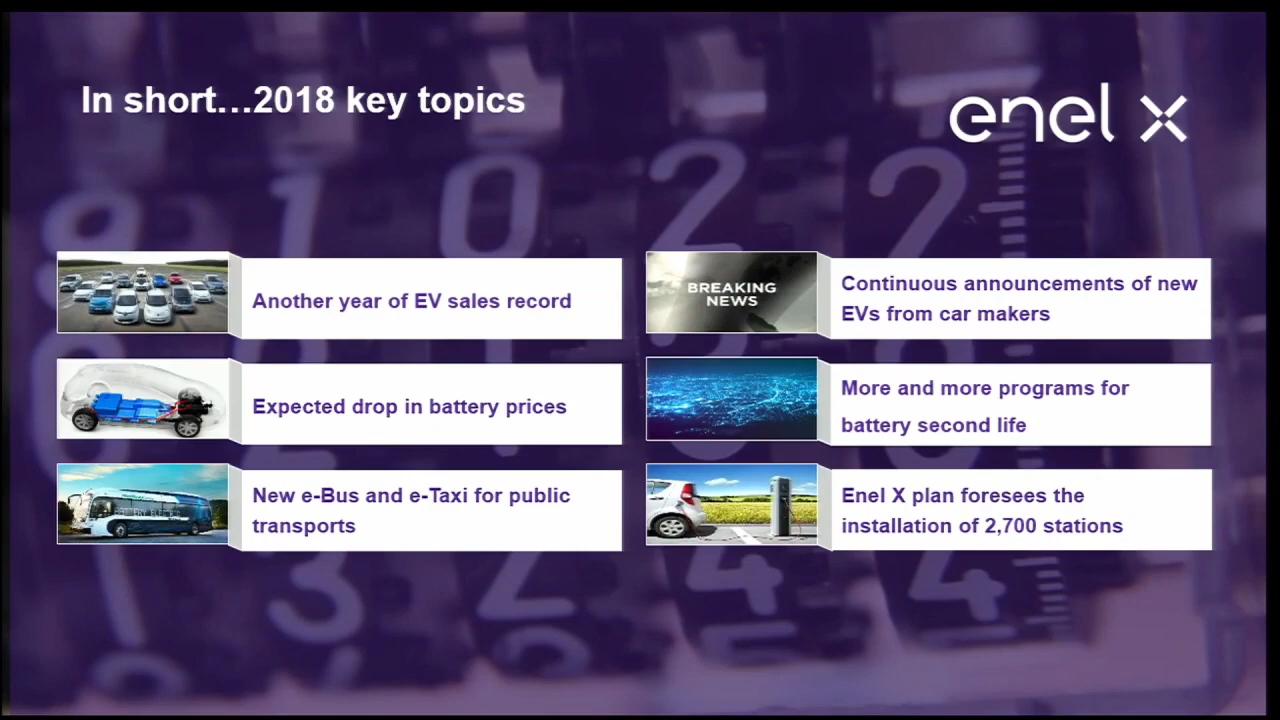 In short…2018 key topics
enel x
Another year of EV sales record
Expected drop in battery prices
New e-Bus and e-Taxi for public
transports
BREAKING
NEWS
Continuous announcements of new
EVs from car makers
More and more programs for
battery second life
Enel X plan foresees the
installation of 2,700 stations